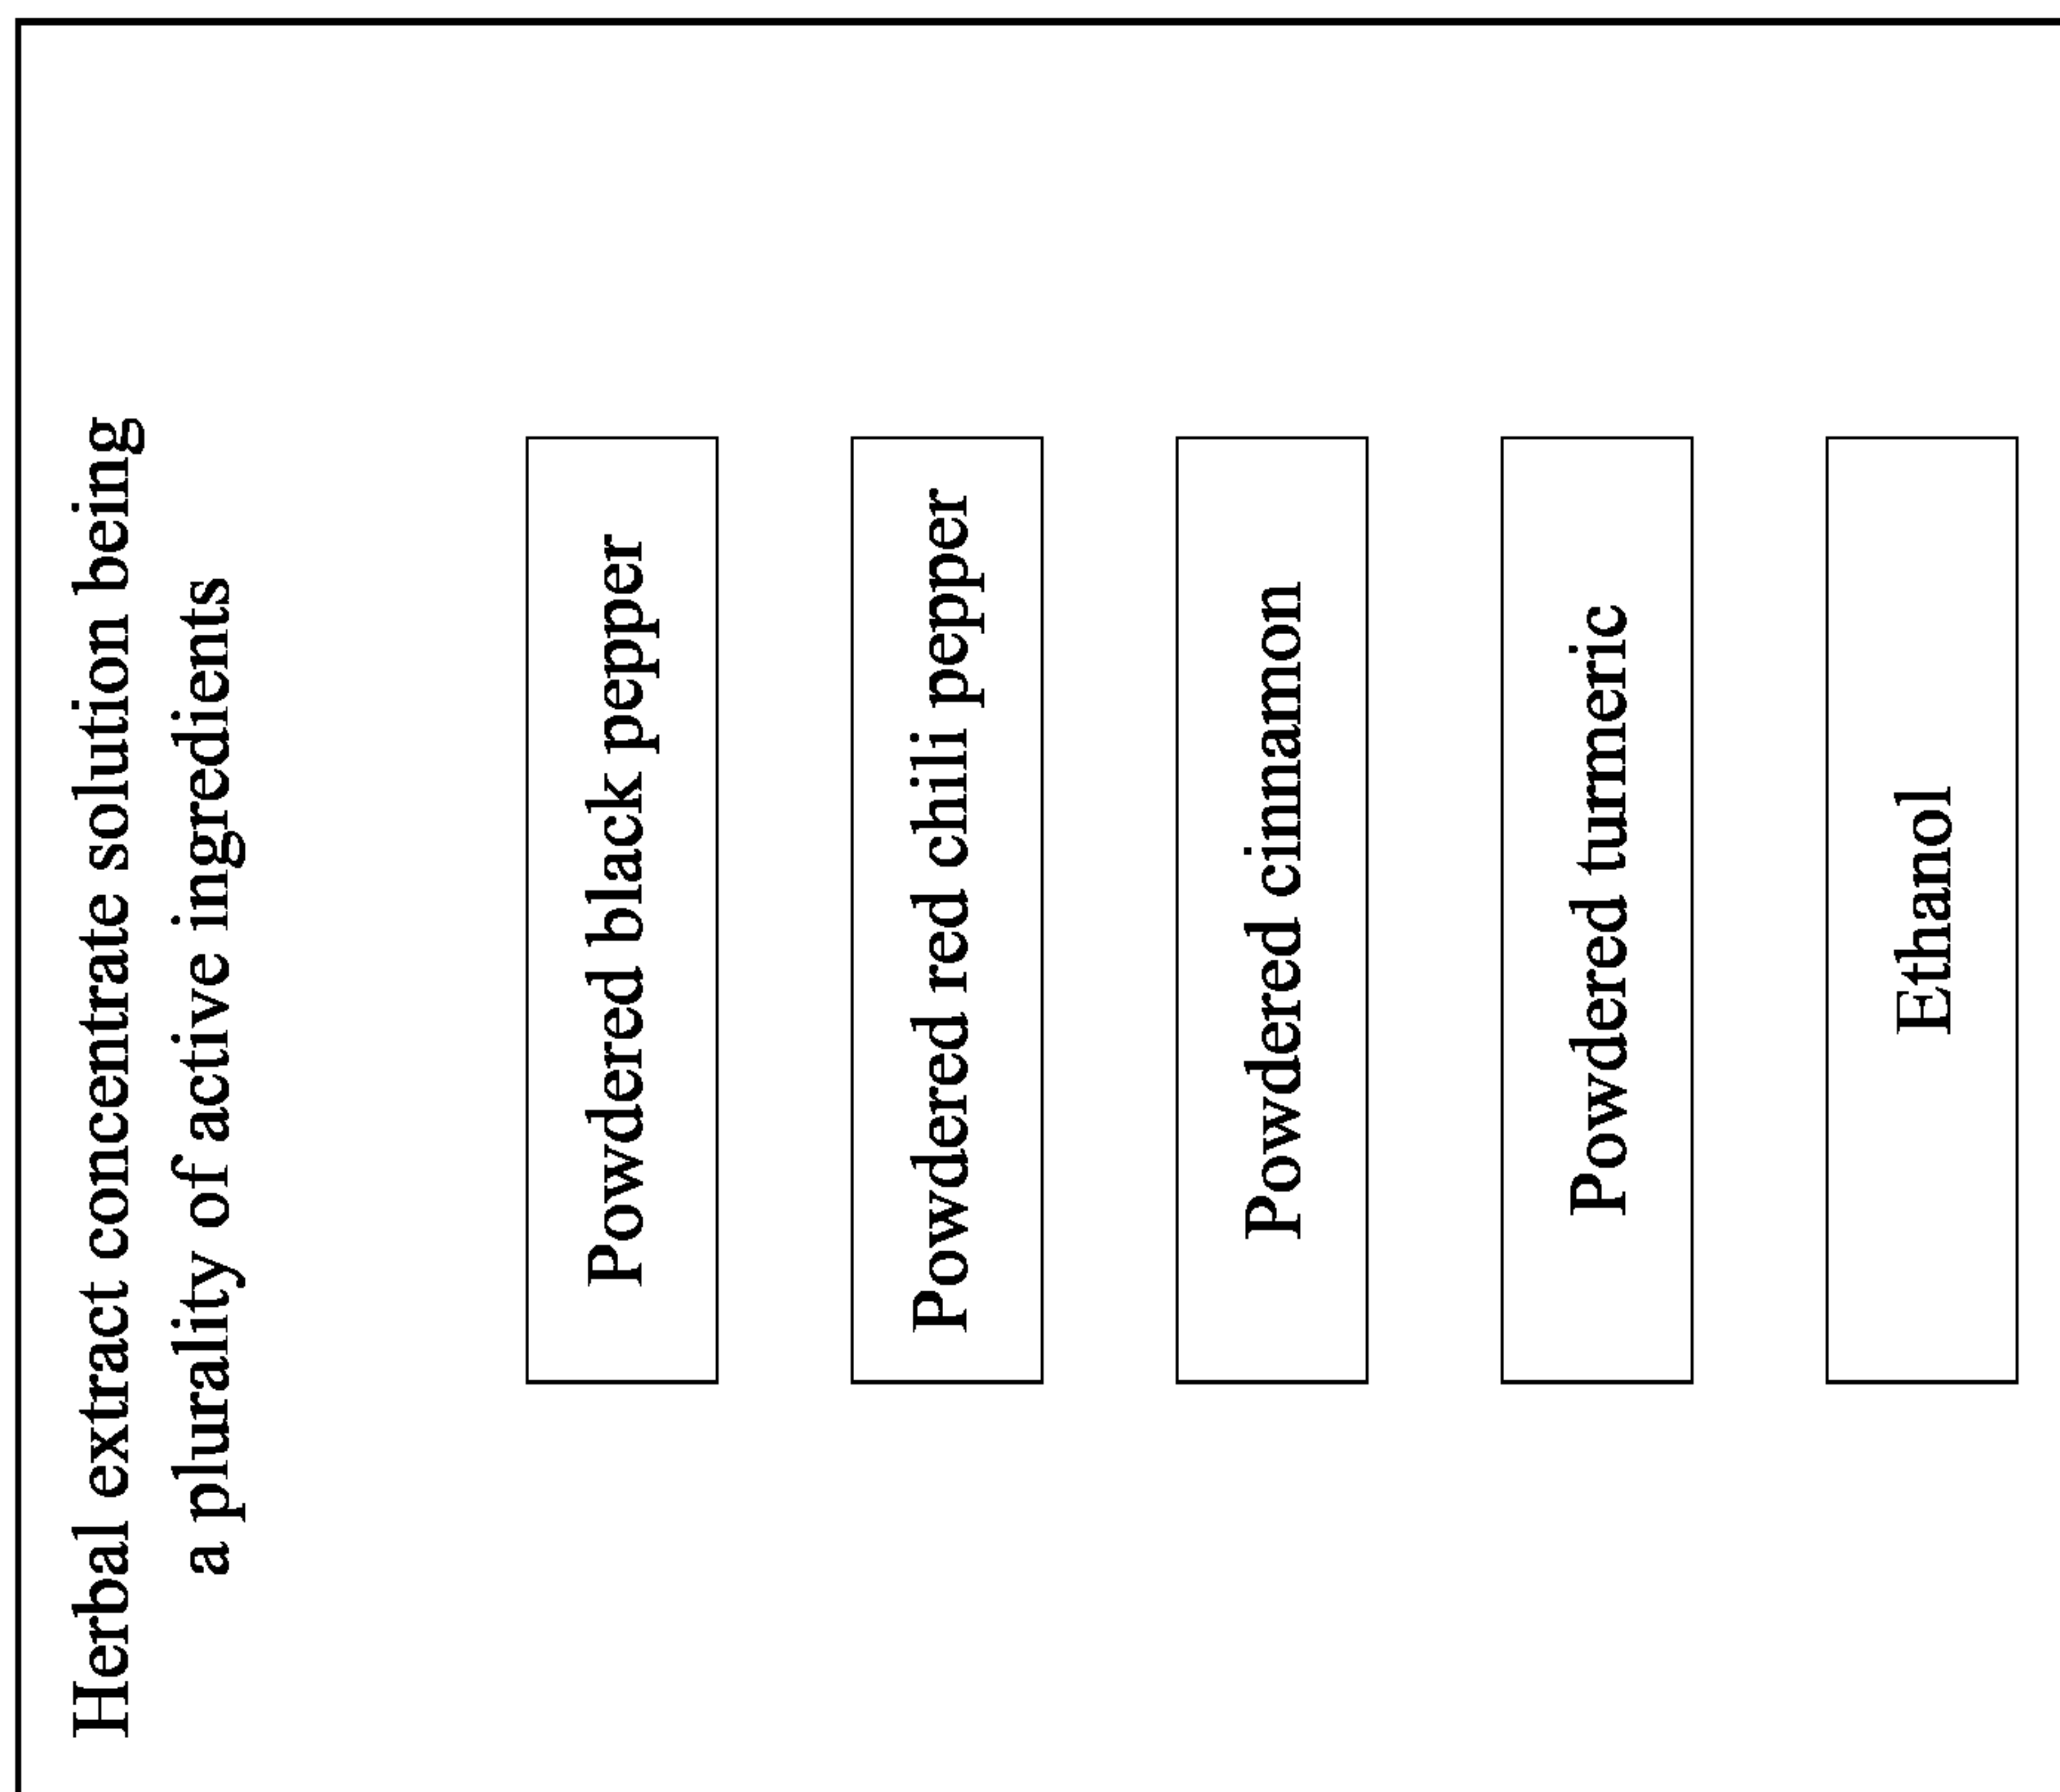 Herbal extract concentrate solution being
a plurality of active ingredients
Powdered black pepper
Powdered red chili pepper
Powdered cinnamon
Powdered turmeric
Ethanol